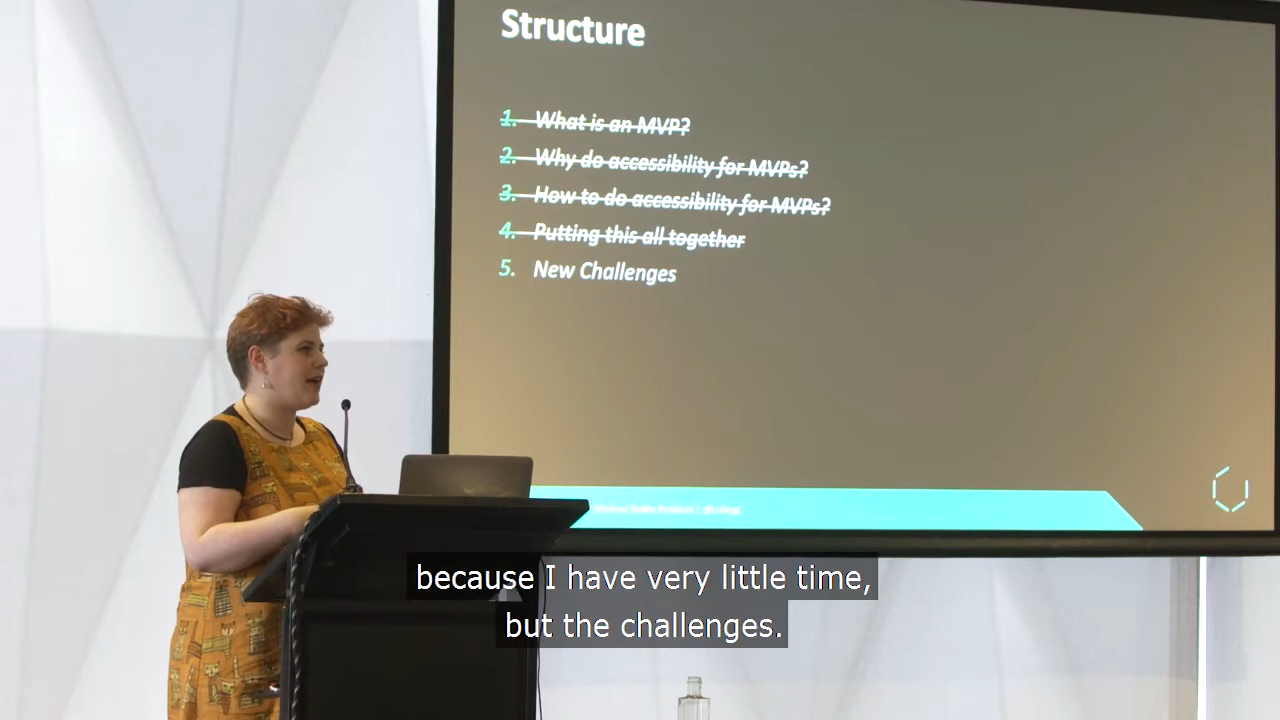 Structure
1. What is an MVP?
2. Why do accessibility for MVPs?
3. How to do accessibility for MVPs?
4. Putting this all together
5. New Challenges
because I have very little time,
but the challenges.